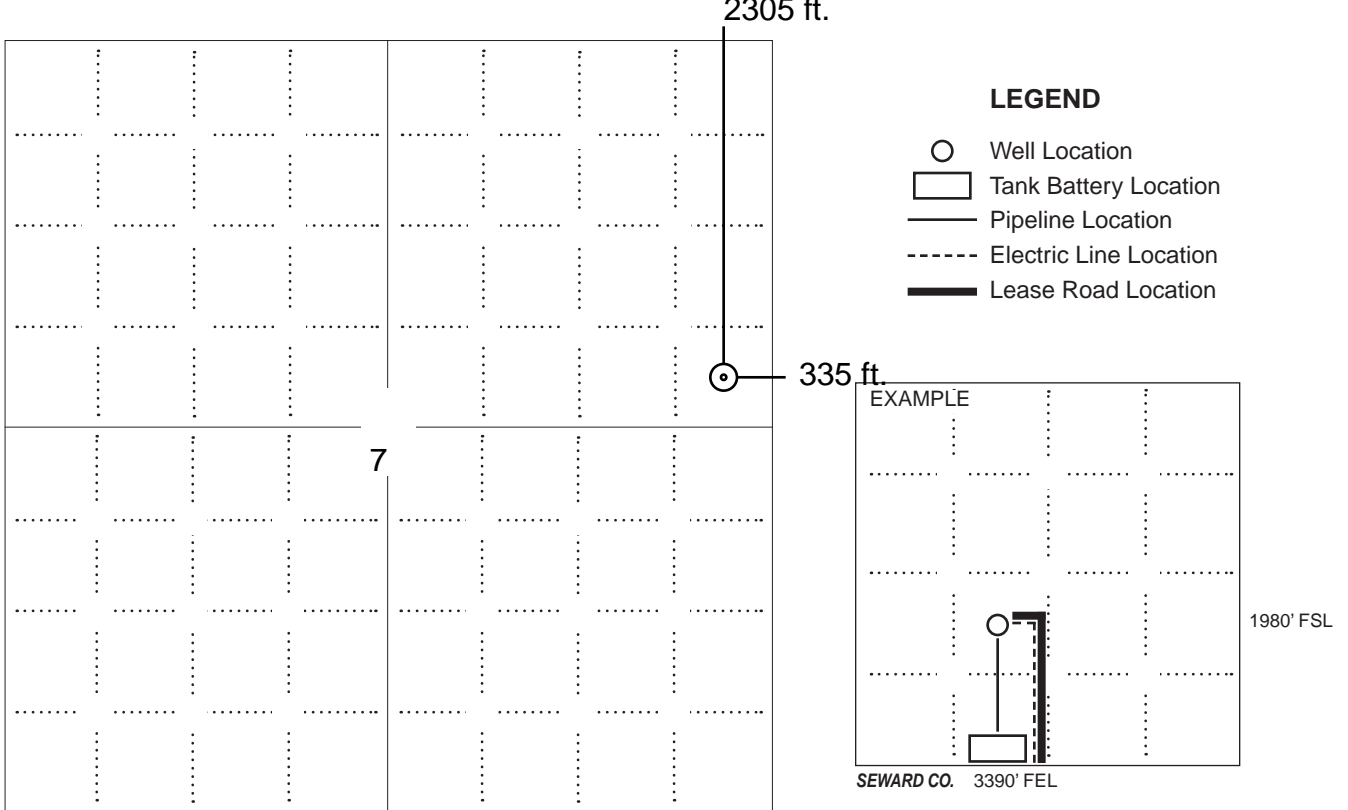 2305 ft.
LEGEND
Well Location
Tank Battery Location
Pipeline Location
Electric Line Location
Lease Road Location
335 ft.
EXAMPLE
7
1980' FSL
SEWARD CO. 3390' FEL